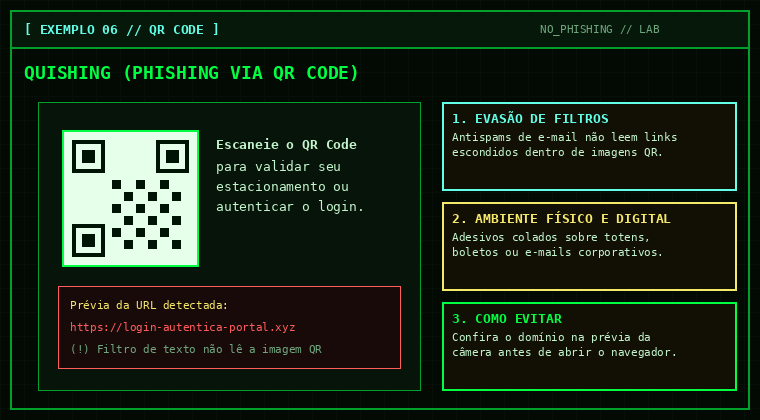 [ EXEMPLO 06 // QR CODE ]
NO_PHISHING // LAB
QUISHING (PHISHING VIA QR CODE)
Escaneie o QR Code
para validar seu
estacionamento ou
autenticar o login.
Prévia da URL detectada:
https://login-autentica-portal.xyz
(!) Filtro de texto não lê a imagem QR
1. EVASÃO DE FILTROS
Antispams de e-mail não leem links
escondidos dentro de imagens QR.
2. AMBIENTE FÍSICO E DIGITAL
Adesivos colados sobre totens,
boletos ou e-mails corporativos.
3. COMO EVITAR
Confira o domínio na prévia da
câmera antes de abrir o navegador.